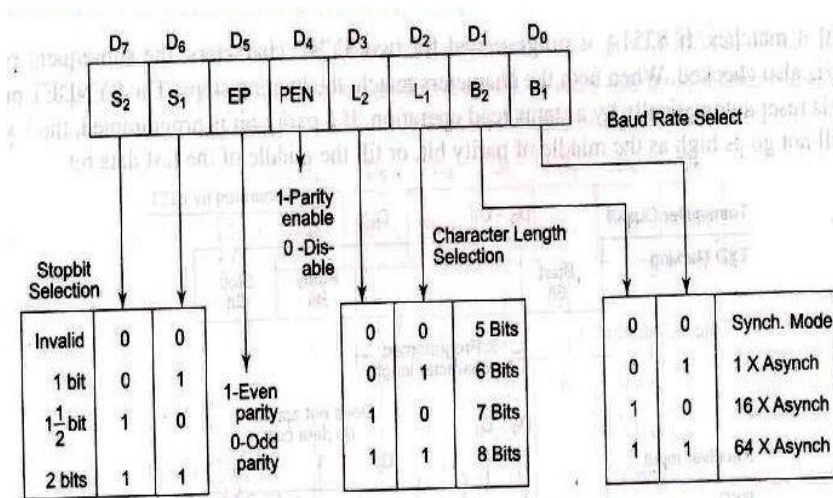 D7 D6 D5 D4 D3 D2 D1 D0
S2 S1 EP PEN L2 L1 B2 B1
Baud Rate Select
1-Parity
enable
0 -Dis-
able
Character Length
Selection
Stopbit
Selection
Invalid 0 0
1 bit 0 1
1 1/2 bit 1 0
2 bits 1 1
1-Even
parity
0-Odd
parity
0 0 5 Bits
0 1 6 Bits
1 0 7 Bits
1 1 8 Bits
0 0 Synch. Mode
0 1 1 X Asynch
1 0 16 X Asynch
1 1 64 X Asynch